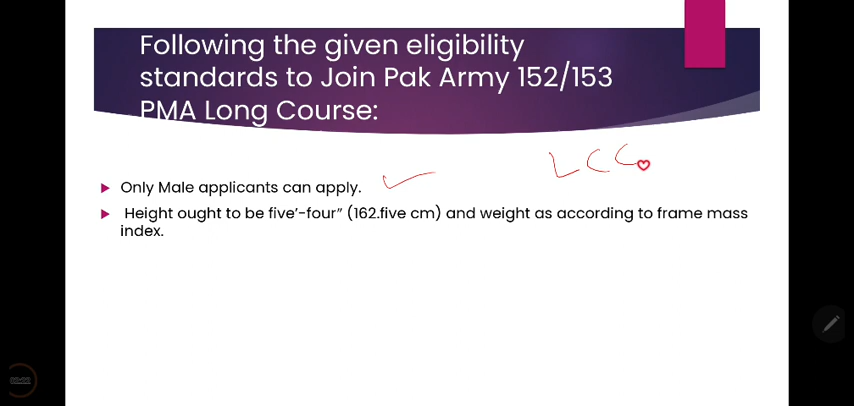 Following the given eligibility
standards to Join Pak Army 152/153
PMA Long Course:
LCC
Only Male applicants can apply.
Height ought to be five’-four” (162.five cm) and weight as according to frame mass
index.